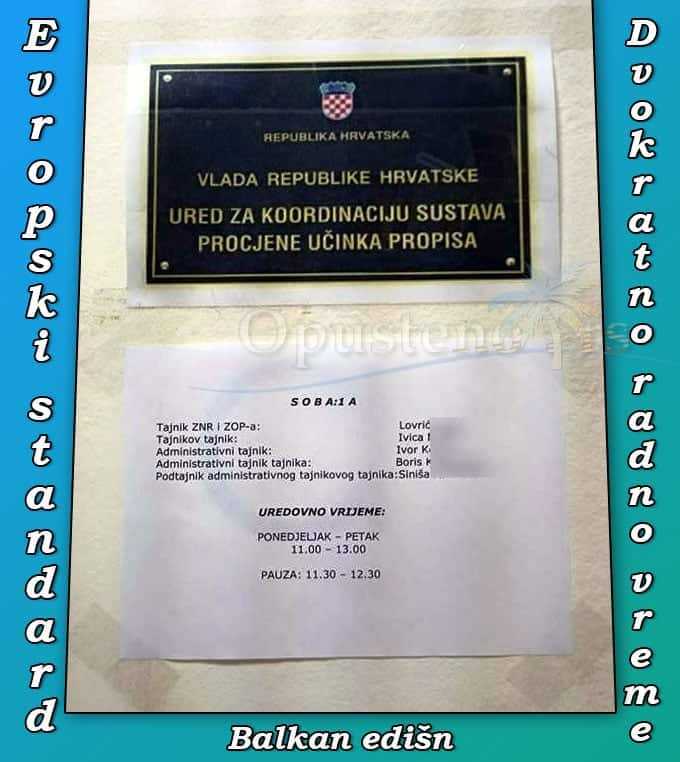 Evropski standard
REPUBLIKA HRVATSKA
VLADA REPUBLIKE HRVATSKE
URED ZA KOORDINACIJU SUSTAVA
PROCJENE UČINKA PROPISA
Opušteno
S O B A:1 A
Tajnik ZNR i ZOP-a: Lovrić
Tajnikov tajnik: Ivica
Administrativni tajnik: Ivor
Administrativni tajnik tajnika: Boris
Podtajnik administrativnog tajnikovog tajnika:Siniša
UREDOVNO VRIJEME:
PONEDJELJAK – PETAK
11.00 – 13.00
PAUZA: 11.30 – 12.30
Dvokratno radno vreme
Balkan edišn